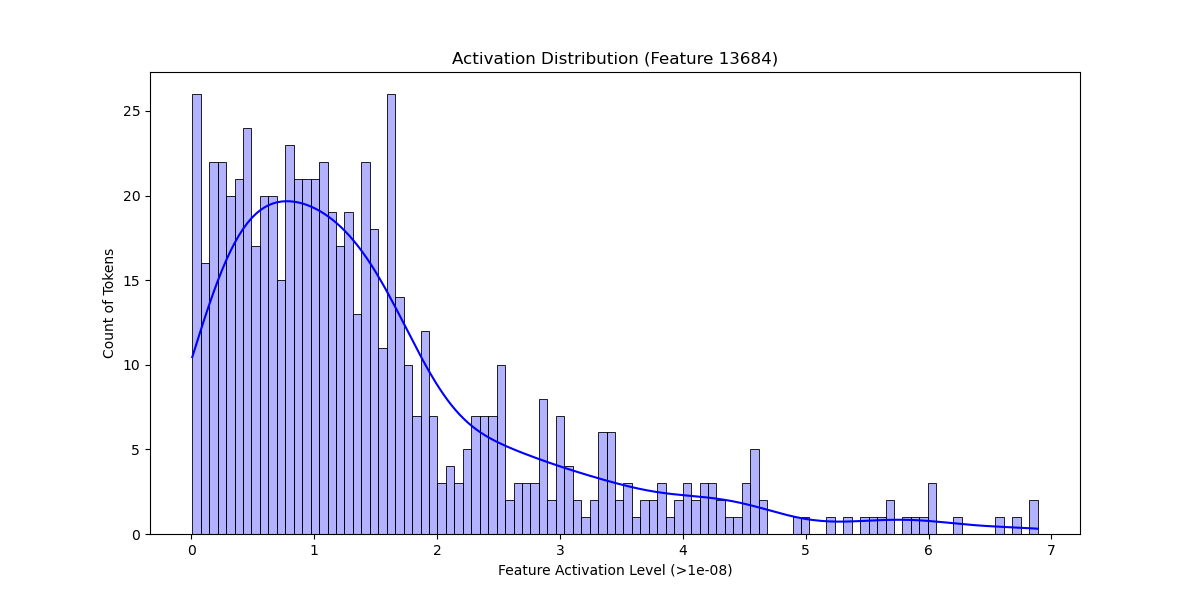 Activation Distribution (Feature 13684)
25
20
15
10
5
0
Count of Tokens
0 1 2 3 4 5 6 7
Feature Activation Level (>1e-08)